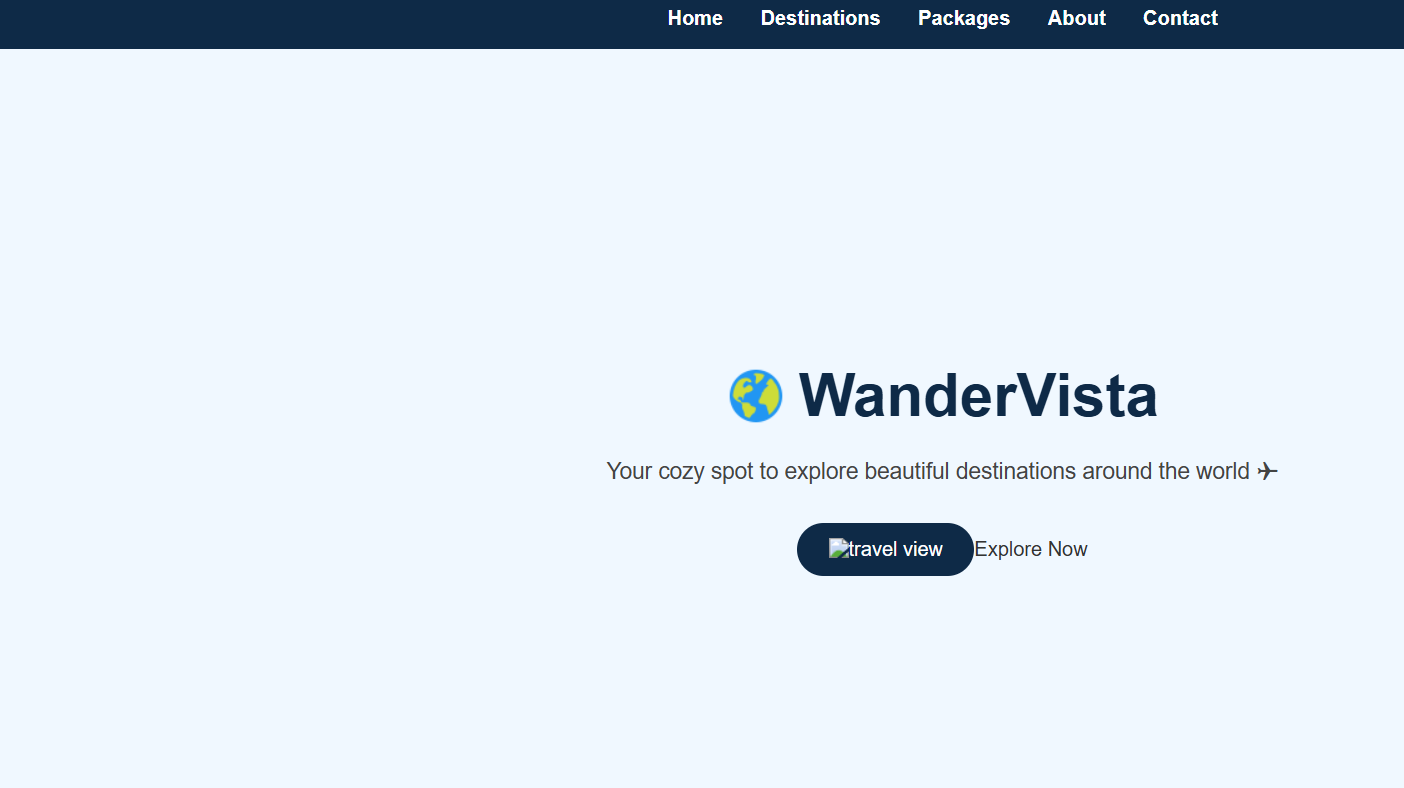 Home Destinations Packages About Contact
🌍 WanderVista
Your cozy spot to explore beautiful destinations around the world ✈
travel view Explore Now